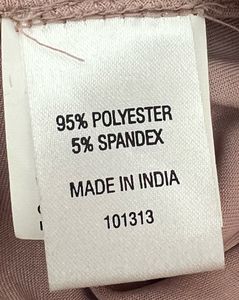 95% POLYESTER
5% SPANDEX
MADE IN INDIA
101313